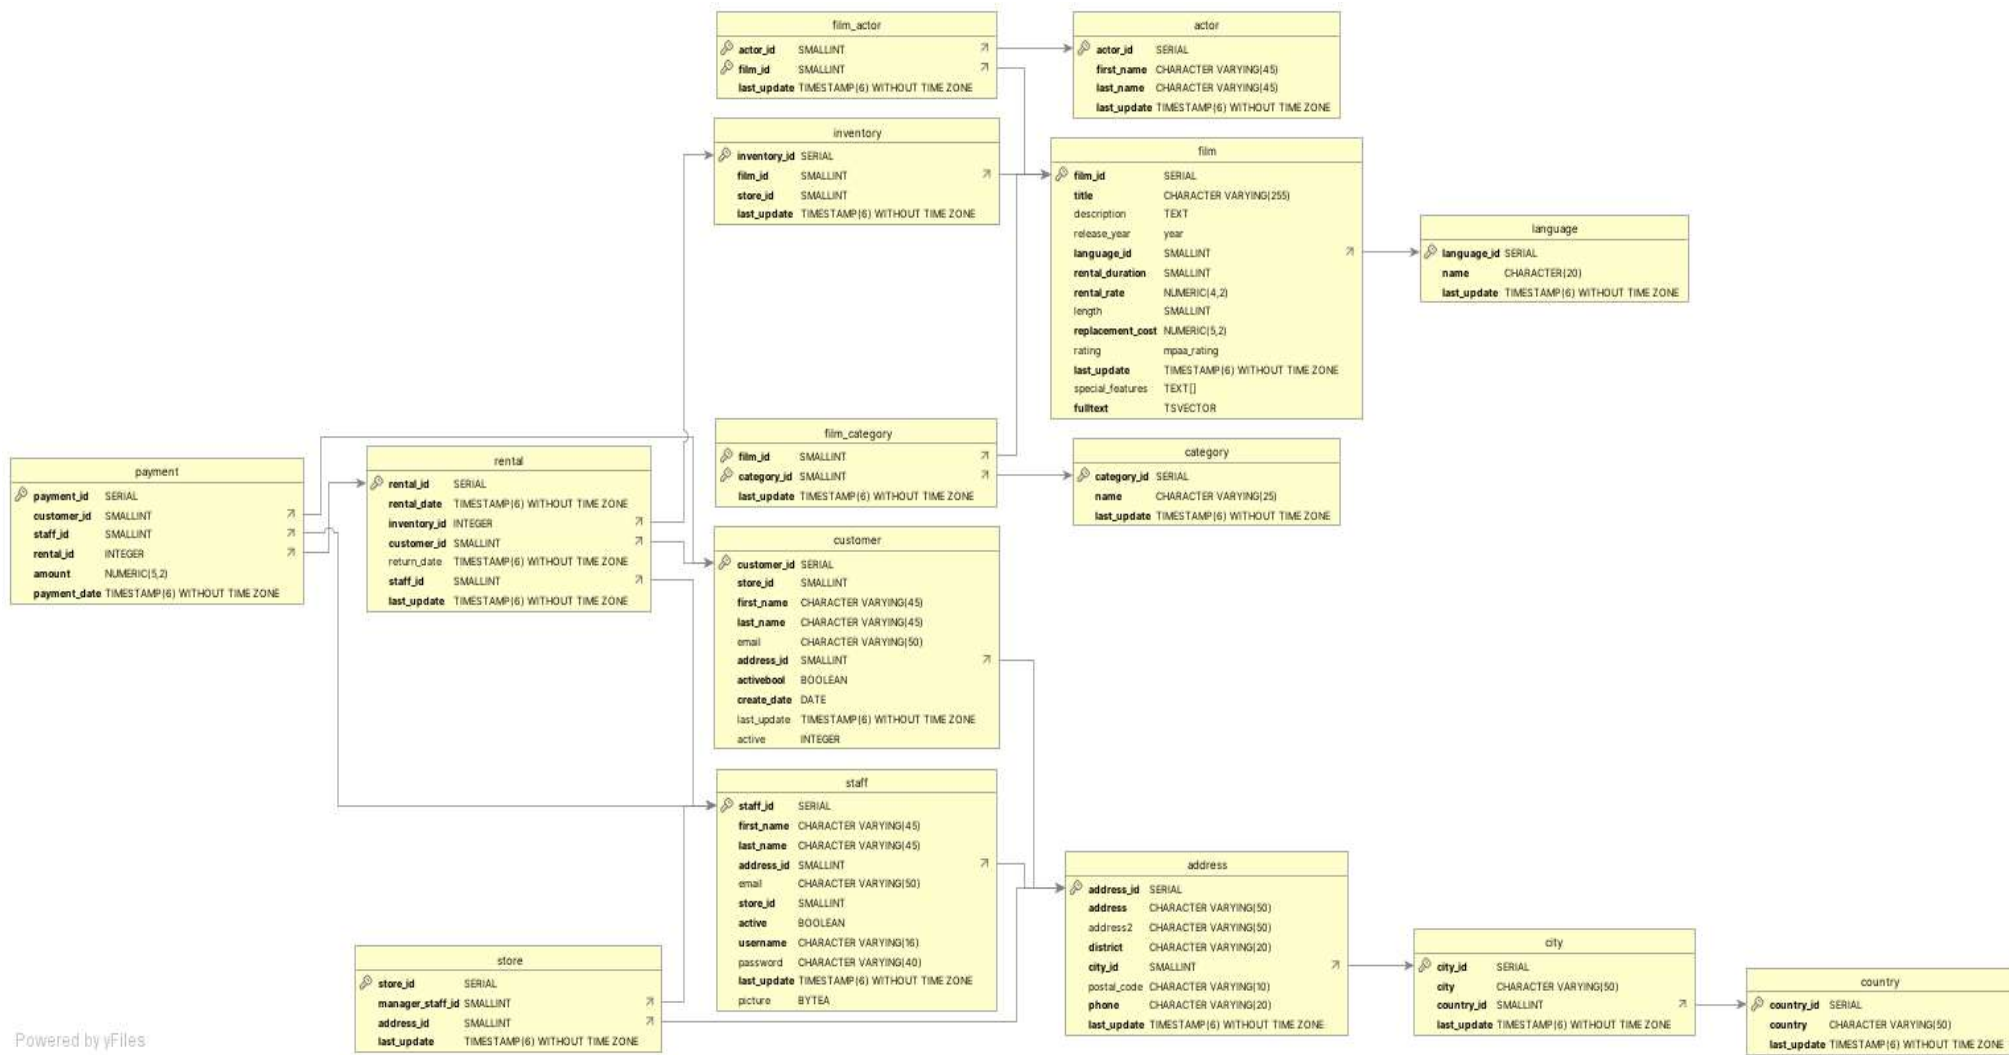 film_actor
actor_id SMALLINT
film_id SMALLINT
last_update TIMESTAMP(6) WITHOUT TIME ZONE
actor
actor_id SERIAL
first_name CHARACTER VARYING(45)
last_name CHARACTER VARYING(45)
last_update TIMESTAMP(6) WITHOUT TIME ZONE
inventory
inventory_id SERIAL
film_id SMALLINT
store_id SMALLINT
last_update TIMESTAMP(6) WITHOUT TIME ZONE
film
film_id SERIAL
title CHARACTER VARYING(255)
description TEXT
release_year year
language_id SMALLINT
rental_duration SMALLINT
rental_rate NUMERIC(4,2)
length SMALLINT
replacement_cost NUMERIC(5,2)
rating mpaa_rating
last_update TIMESTAMP(6) WITHOUT TIME ZONE
special_features TEXT[]
fulltext TSVECTOR
language
language_id SERIAL
name CHARACTER(20)
last_update TIMESTAMP(6) WITHOUT TIME ZONE
film_category
film_id SMALLINT
category_id SMALLINT
last_update TIMESTAMP(6) WITHOUT TIME ZONE
category
category_id SERIAL
name CHARACTER VARYING(25)
last_update TIMESTAMP(6) WITHOUT TIME ZONE
payment
payment_id SERIAL
customer_id SMALLINT
staff_id SMALLINT
rental_id INTEGER
amount NUMERIC(5,2)
payment_date TIMESTAMP(6) WITHOUT TIME ZONE
rental
rental_id SERIAL
rental_date TIMESTAMP(6) WITHOUT TIME ZONE
inventory_id INTEGER
customer_id SMALLINT
return_date TIMESTAMP(6) WITHOUT TIME ZONE
staff_id SMALLINT
last_update TIMESTAMP(6) WITHOUT TIME ZONE
customer
customer_id SERIAL
store_id SMALLINT
first_name CHARACTER VARYING(45)
last_name CHARACTER VARYING(45)
email CHARACTER VARYING(50)
address_id SMALLINT
activebool BOOLEAN
create_date DATE
last_update TIMESTAMP(6) WITHOUT TIME ZONE
active INTEGER
staff
staff_id SERIAL
first_name CHARACTER VARYING(45)
last_name CHARACTER VARYING(45)
address_id SMALLINT
email CHARACTER VARYING(50)
store_id SMALLINT
active BOOLEAN
username CHARACTER VARYING(16)
password CHARACTER VARYING(40)
last_update TIMESTAMP(6) WITHOUT TIME ZONE
picture BYTEA
address
address_id SERIAL
address CHARACTER VARYING(50)
address2 CHARACTER VARYING(50)
district CHARACTER VARYING(20)
city_id SMALLINT
postal_code CHARACTER VARYING(10)
phone CHARACTER VARYING(20)
last_update TIMESTAMP(6) WITHOUT TIME ZONE
store
store_id SERIAL
manager_staff_id SMALLINT
address_id SMALLINT
last_update TIMESTAMP(6) WITHOUT TIME ZONE
city
city_id SERIAL
city CHARACTER VARYING(50)
country_id SMALLINT
last_update TIMESTAMP(6) WITHOUT TIME ZONE
country
country_id SERIAL
country CHARACTER VARYING(50)
last_update TIMESTAMP(6) WITHOUT TIME ZONE
Powered by yFiles